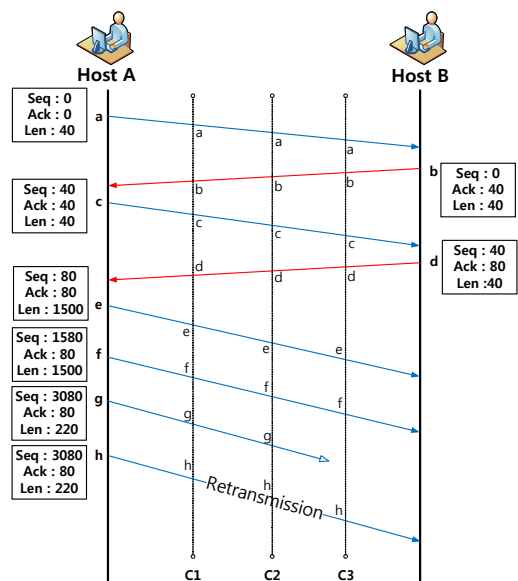 Host A
Host B
Seq : 0
Ack : 0
Len : 40
a
a
a
a
b
Seq : 0
Ack : 40
Len : 40
b
b
b
Seq : 40
Ack : 40
Len : 40
c
c
c
c
d
Seq : 40
Ack : 80
Len :40
d
d
d
Seq : 80
Ack : 80
Len : 1500
e
e
e
e
Seq : 1580
Ack : 80
Len : 1500
f
f
f
f
Seq : 3080
Ack : 80
Len : 220
g
g
g
Seq : 3080
Ack : 80
Len : 220
h
h
h
h
Retransmission
C1
C2
C3